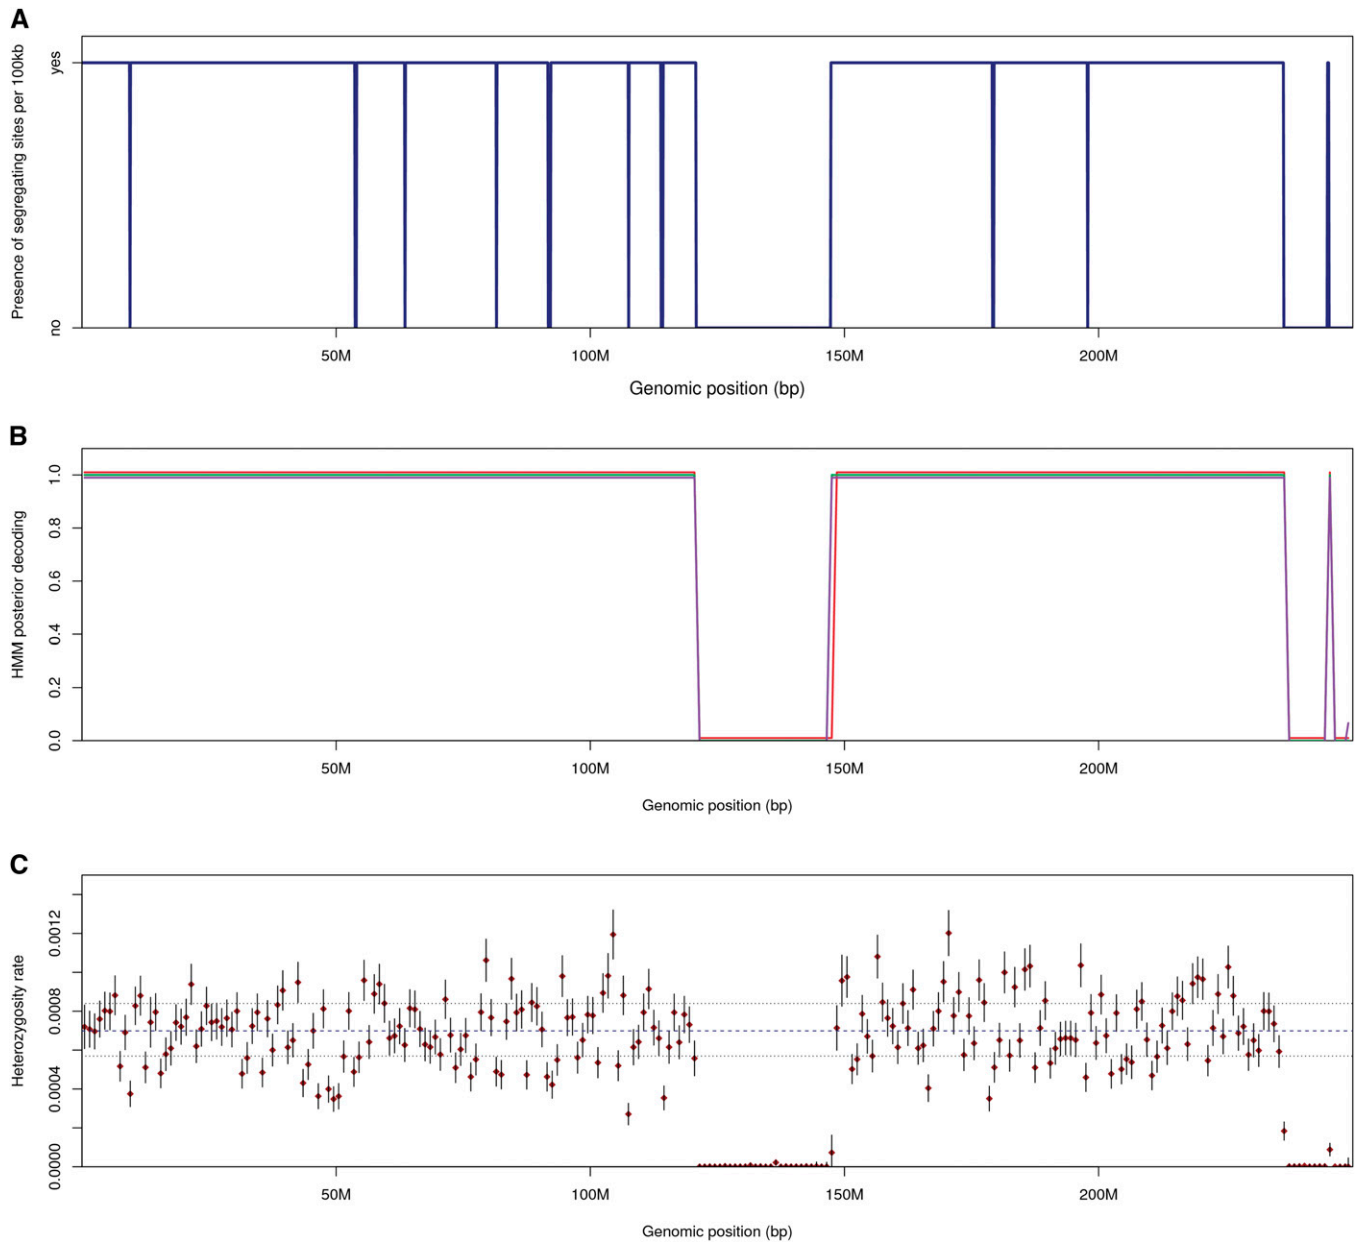 A
Presence of segregating sites per 100kb
yes
no
50M 100M 150M 200M
Genomic position (bp)
B
HMM posterior decoding
1.0
0.8
0.6
0.4
0.2
0.0
50M 100M 150M 200M
Genomic position (bp)
C
Heterozygosity rate
0.0012
0.0008
0.0004
0.0000
50M 100M 150M 200M
Genomic position (bp)